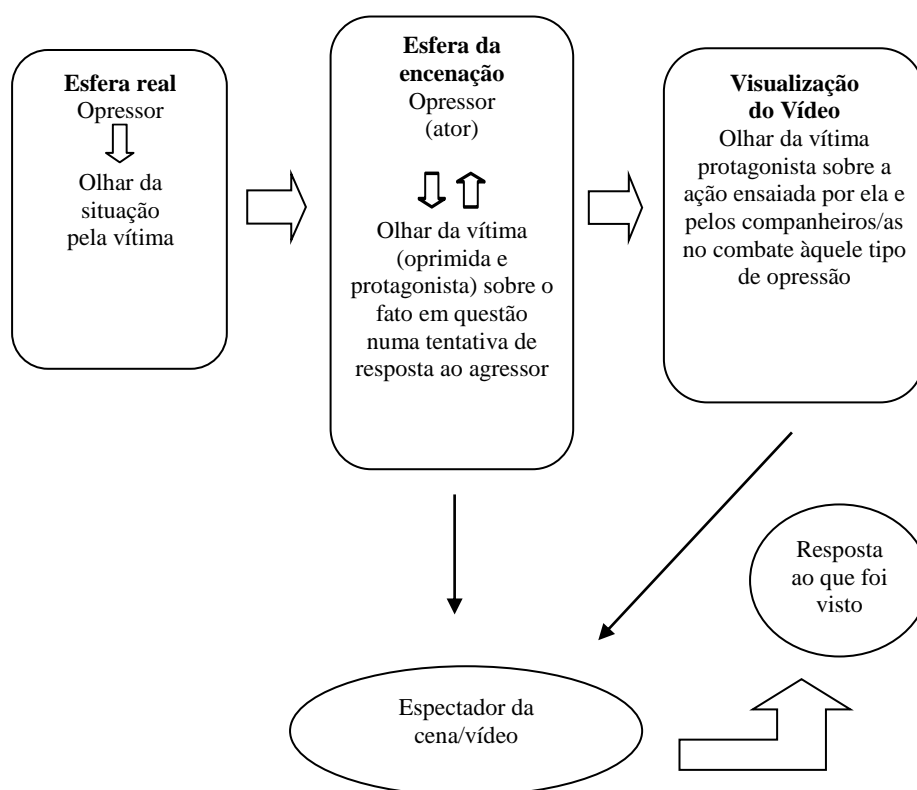 Esfera real
Opressor
Olhar da
situação
pela vítima
Esfera da
encenação
Opressor
(ator)
Olhar da vítima
(oprimida e
protagonista) sobre o
fato em questão
numa tentativa de
resposta ao agressor
Visualização
do Vídeo
Olhar da vítima
protagonista sobre a
ação ensaiada por ela e
pelos companheiros/as
no combate àquele tipo
de opressão
Resposta
ao que foi
visto
Espectador da
cena/vídeo